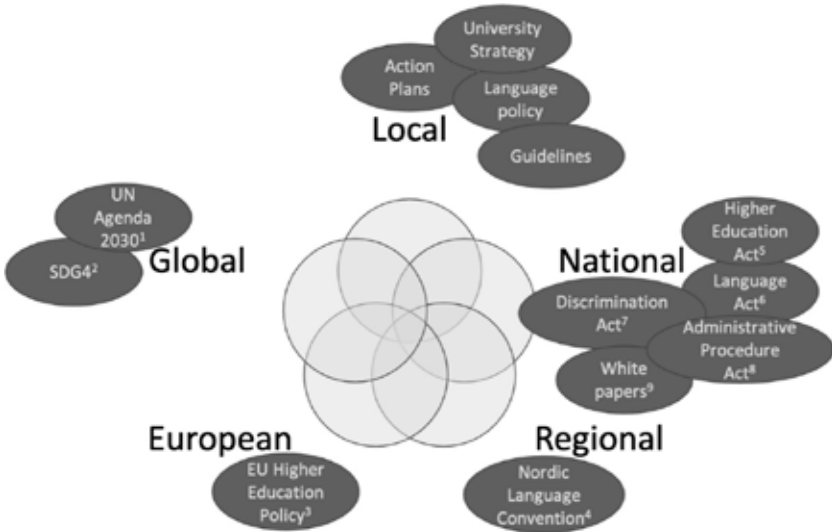 University
Strategy
Action
Plans
Language
policy
Local
Guidelines
UN
Agenda
2030¹
SDG4²
Global
National
Higher
Education
Act⁵
Language
Act⁶
Discrimination
Act⁷
Administrative
Procedure
Act⁸
White
papers⁹
European
EU Higher
Education
Policy³
Regional
Nordic
Language
Convention⁴